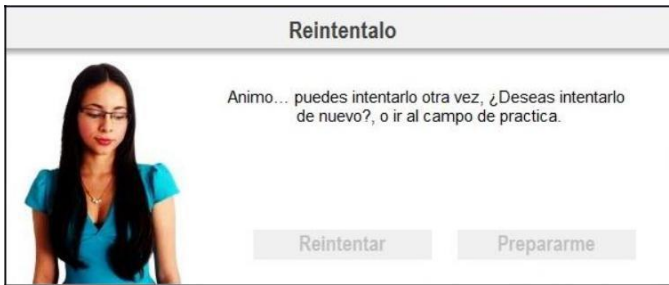 Reintentalo
Animo... puedes intentarlo otra vez, ¿Deseas intentarlo
de nuevo?, o ir al campo de practica.
Reintentar
Prepararme